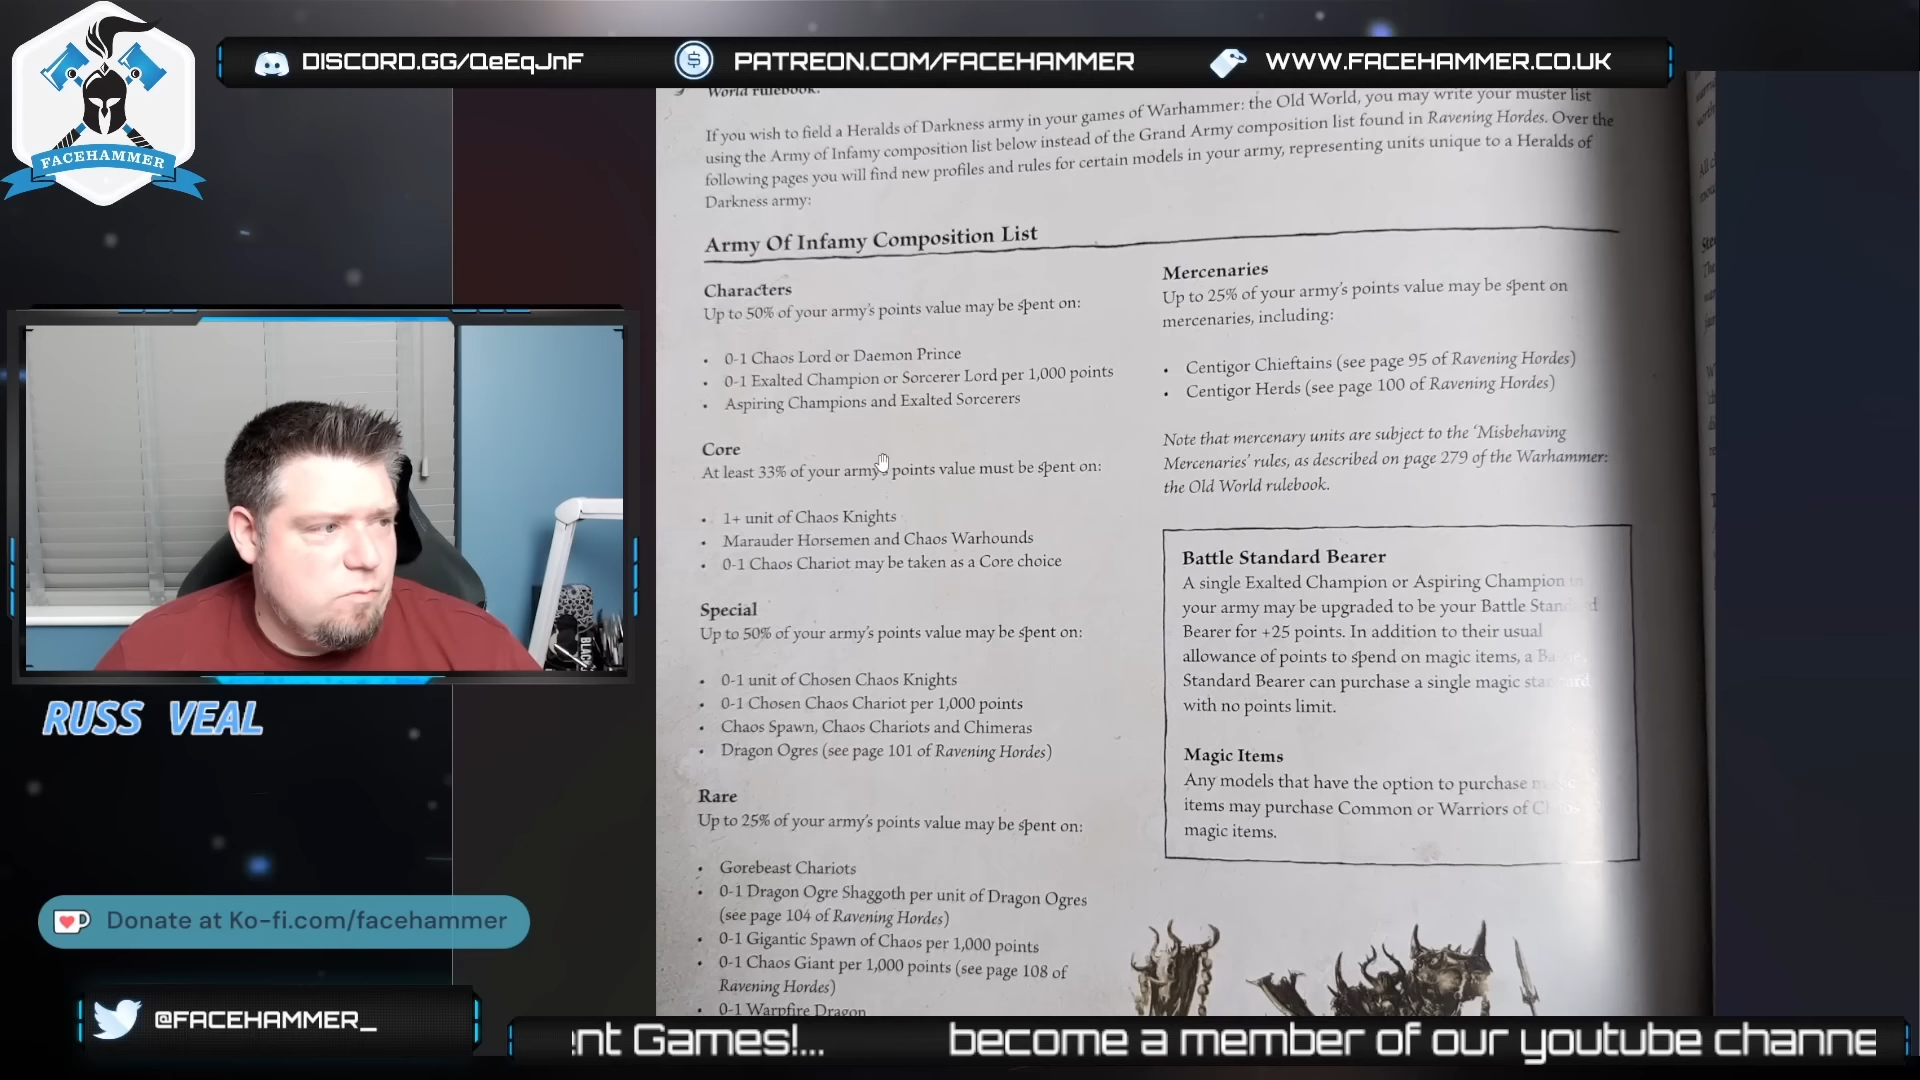 DISCORD.GG/QeEqJnF
PATREON.COM/FACEHAMMER
WWW.FACEHAMMER.CO.UK
FACEHAMMER
World rulebook.
If you wish to field a Heralds of Darkness army in your games of Warhammer: the Old World, you may write your muster list
using the Army of Infamy composition list below instead of the Grand Army composition list found in Ravening Hordes. Over the
following pages you will find new profiles and rules for certain models in your army, representing units unique to a Heralds of
Darkness army:
Army Of Infamy Composition List
Characters
Up to 50% of your army's points value may be spent on:
• 0-1 Chaos Lord or Daemon Prince
• 0-1 Exalted Champion or Sorcerer Lord per 1,000 points
• Aspiring Champions and Exalted Sorcerers
Core
At least 33% of your army's points value must be spent on:
• 1+ unit of Chaos Knights
• Marauder Horsemen and Chaos Warhounds
• 0-1 Chaos Chariot may be taken as a Core choice
Special
Up to 50% of your army's points value may be spent on:
• 0-1 unit of Chosen Chaos Knights
• 0-1 Chosen Chaos Chariot per 1,000 points
• Chaos Spawn, Chaos Chariots and Chimeras
• Dragon Ogres (see page 101 of Ravening Hordes)
Rare
Up to 25% of your army's points value may be spent on:
• Gorebeast Chariots
• 0-1 Dragon Ogre Shaggoth per unit of Dragon Ogres
(see page 104 of Ravening Hordes)
• 0-1 Gigantic Spawn of Chaos per 1,000 points
• 0-1 Chaos Giant per 1,000 points (see page 108 of
Ravening Hordes)
• 0-1 Warpfire Dragon
Mercenaries
Up to 25% of your army's points value may be spent on
mercenaries, including:
• Centigor Chieftains (see page 95 of Ravening Hordes)
• Centigor Herds (see page 100 of Ravening Hordes)
Note that mercenary units are subject to the 'Misbehaving
Mercenaries' rules, as described on page 279 of the Warhammer:
the Old World rulebook.
Battle Standard Bearer
A single Exalted Champion or Aspiring Champion in
your army may be upgraded to be your Battle Standard
Bearer for +25 points. In addition to their usual
allowance of points to spend on magic items, a Battle
Standard Bearer can purchase a single magic standard
with no points limit.
Magic Items
Any models that have the option to purchase magic
items may purchase Common or Warriors of Chaos
magic items.
RUSS VEAL
Donate at Ko-fi.com/facehammer
@FACEHAMMER_
nt Games!... become a member of our youtube channe